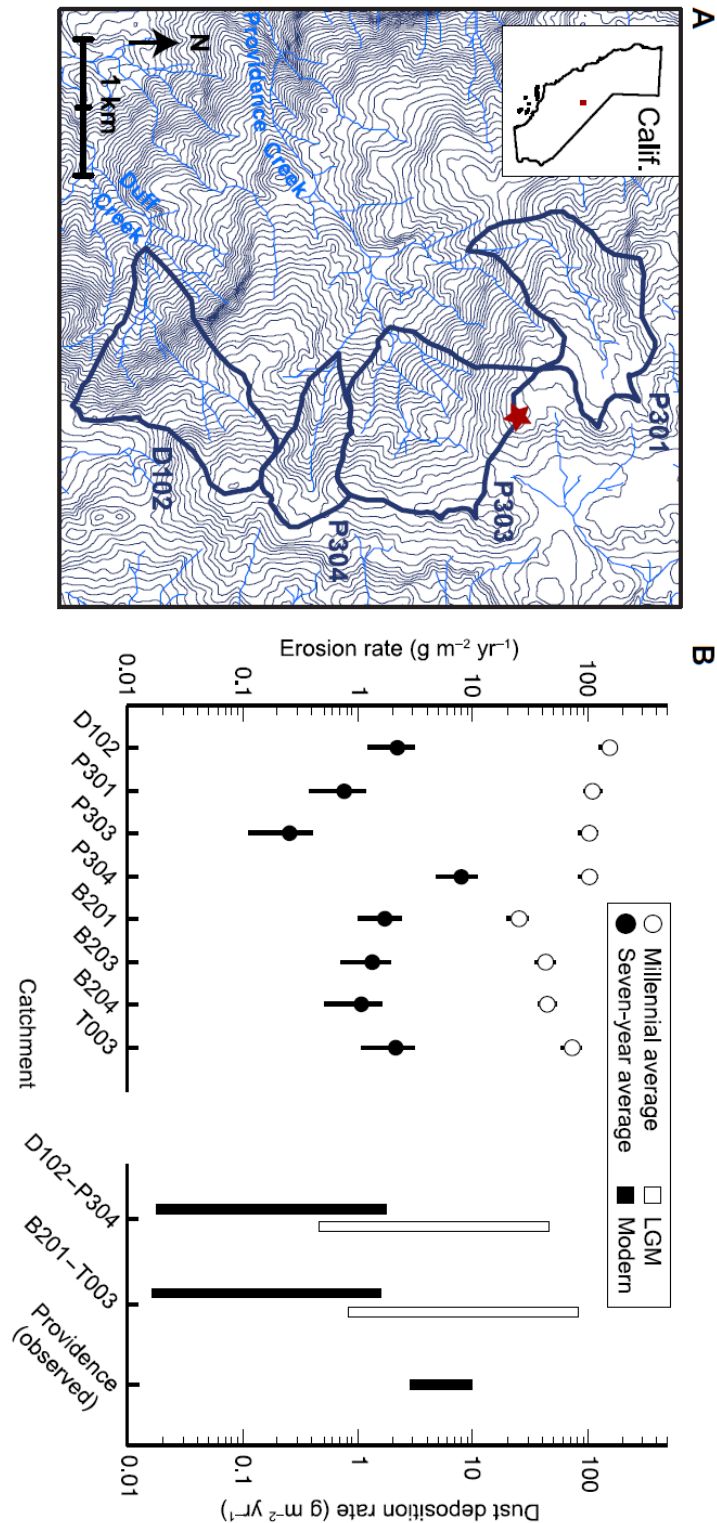 A
Calif.
P301
P303
P304
D102
Providence Creek
Duff
Creek
N
1 km
B
Erosion rate (g m⁻² yr⁻¹)
100
10
1
0.1
0.01
○ Millennial average
● Seven-year average
□ LGM
■ Modern
D102
P301
P303
P304
B201
B203
B204
T003
Catchment
D102–P304
B201–T003
Providence
(observed)
100
10
1
0.1
0.01
Dust deposition rate (g m⁻² yr⁻¹)